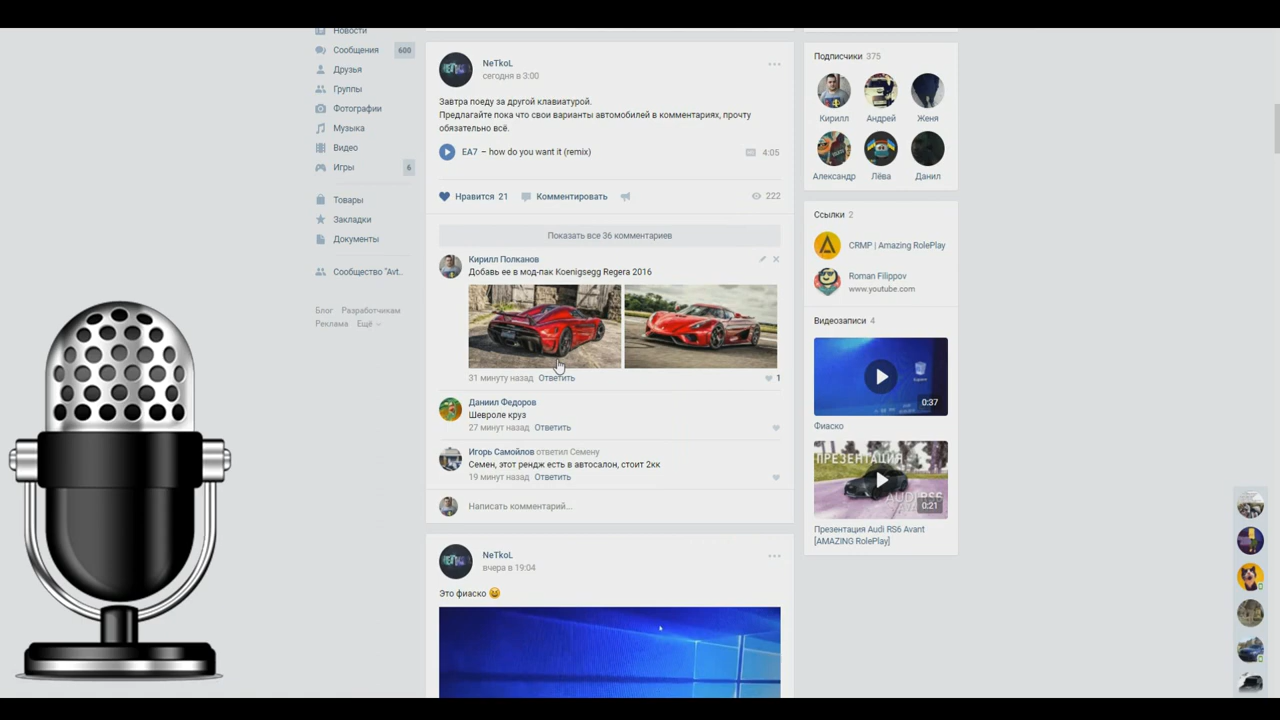 Новости
Сообщения 600
Друзья
Группы
Фотографии
Музыка
Видео
Игры 6
Товары
Закладки
Документы
Сообщество "Avt..
Блог Разработчикам
Реклама Ещё
NeTkoL
сегодня в 3:00
Завтра поеду за другой клавиатурой.
Предлагайте пока что свои варианты автомобилей в комментариях, прочту
обязательно всё.
EA7 – how do you want it (remix) 4:05
Нравится 21 Комментировать 222
Показать все 36 комментариев
Кирилл Полканов
Добавь ее в мод-пак Koenigsegg Regera 2016
31 минуту назад Ответить 1
Даниил Федоров
Шевроле круз
27 минут назад Ответить
Игорь Самойлов ответил Семену
Семен, этот рендж есть в автосалон, стоит 2кк
19 минут назад Ответить
Написать комментарий...
NeTkoL
вчера в 19:04
Это фиаско
Подписчики 375
Кирилл Андрей Женя
Александр Лёва Данил
Ссылки 2
CRMP | Amazing RolePlay
Roman Filippov
www.youtube.com
Видеозаписи 4
0:37
Фиаско
ПРЕЗЕНТАЦИЯ
AUDI RS6
0:21
Презентация Audi RS6 Avant
[AMAZING RolePlay]